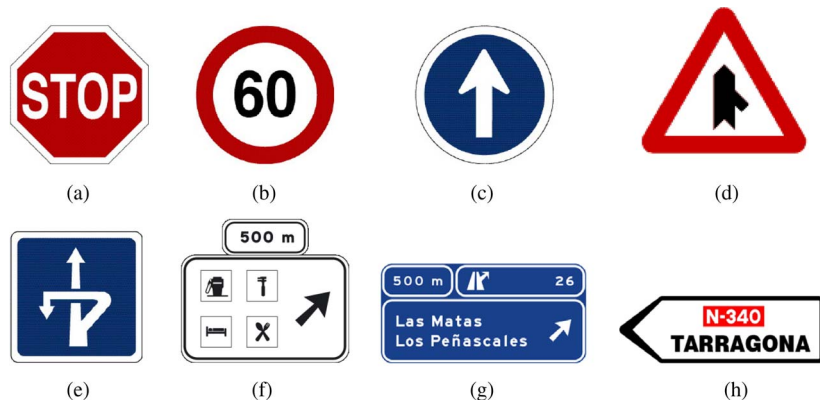 STOP
60
(a)
(b)
(c)
(d)
500 m
500 m
26
Las Matas
Los Peñascales
N-340
TARRAGONA
(e)
(f)
(g)
(h)